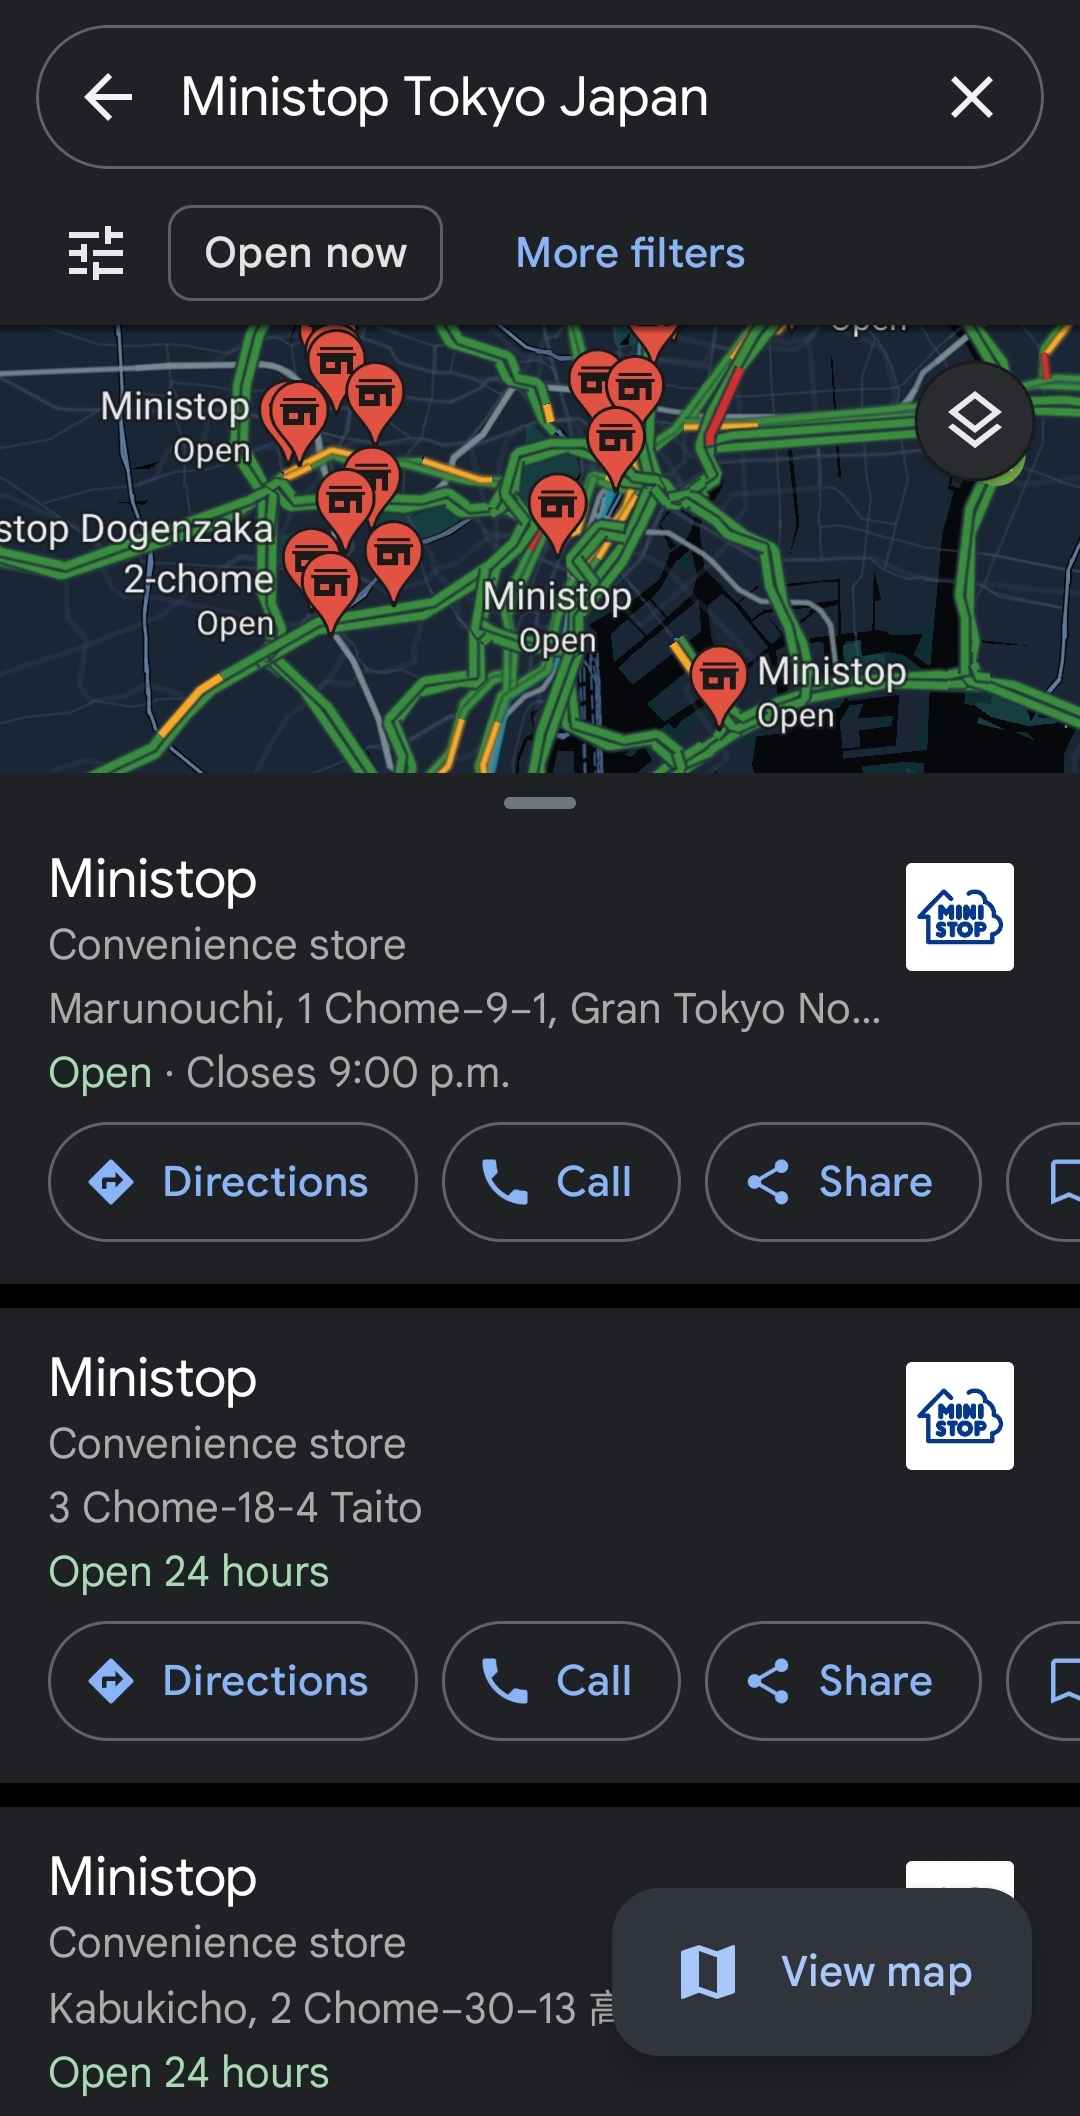 Ministop Tokyo Japan
Open now
More filters
Open
Ministop
Open
stop Dogenzaka
2-chome
Open
Ministop
Open
Ministop
Open
Ministop
Convenience store
Marunouchi, 1 Chome−9−1, Gran Tokyo No...
Open · Closes 9:00 p.m.
MINI
STOP
Directions
Call
Share
Ministop
Convenience store
3 Chome-18-4 Taito
Open 24 hours
MINI
STOP
Directions
Call
Share
Ministop
Convenience store
Kabukicho, 2 Chome−30−13
Open 24 hours
View map